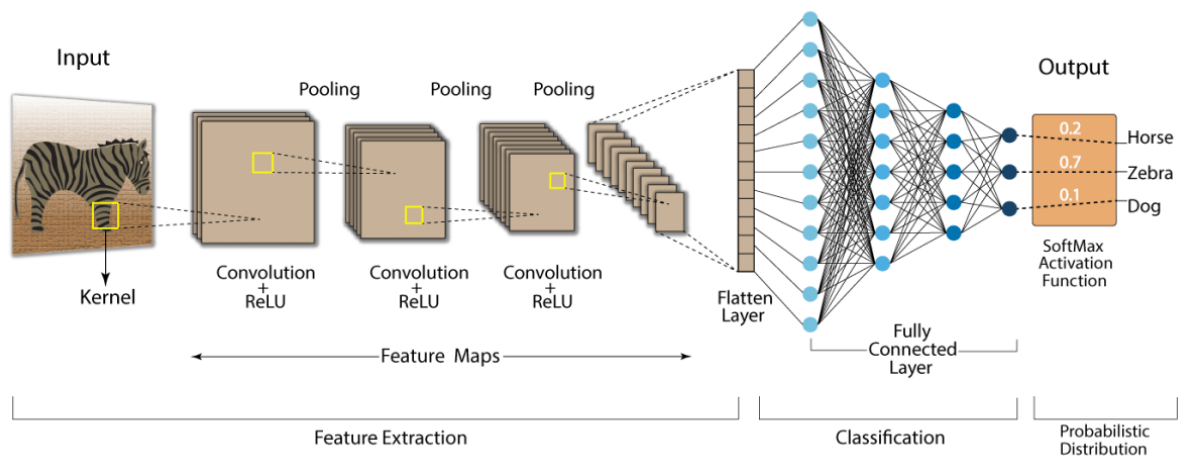 Input
Kernel
Pooling
Pooling
Pooling
Convolution
+
ReLU
Convolution
+
ReLU
Convolution
+
ReLU
Feature Maps
Flatten
Layer
Fully
Connected
Layer
Output
0.2
Horse
0.7
Zebra
0.1
Dog
SoftMax
Activation
Function
Feature Extraction
Classification
Probabilistic
Distribution